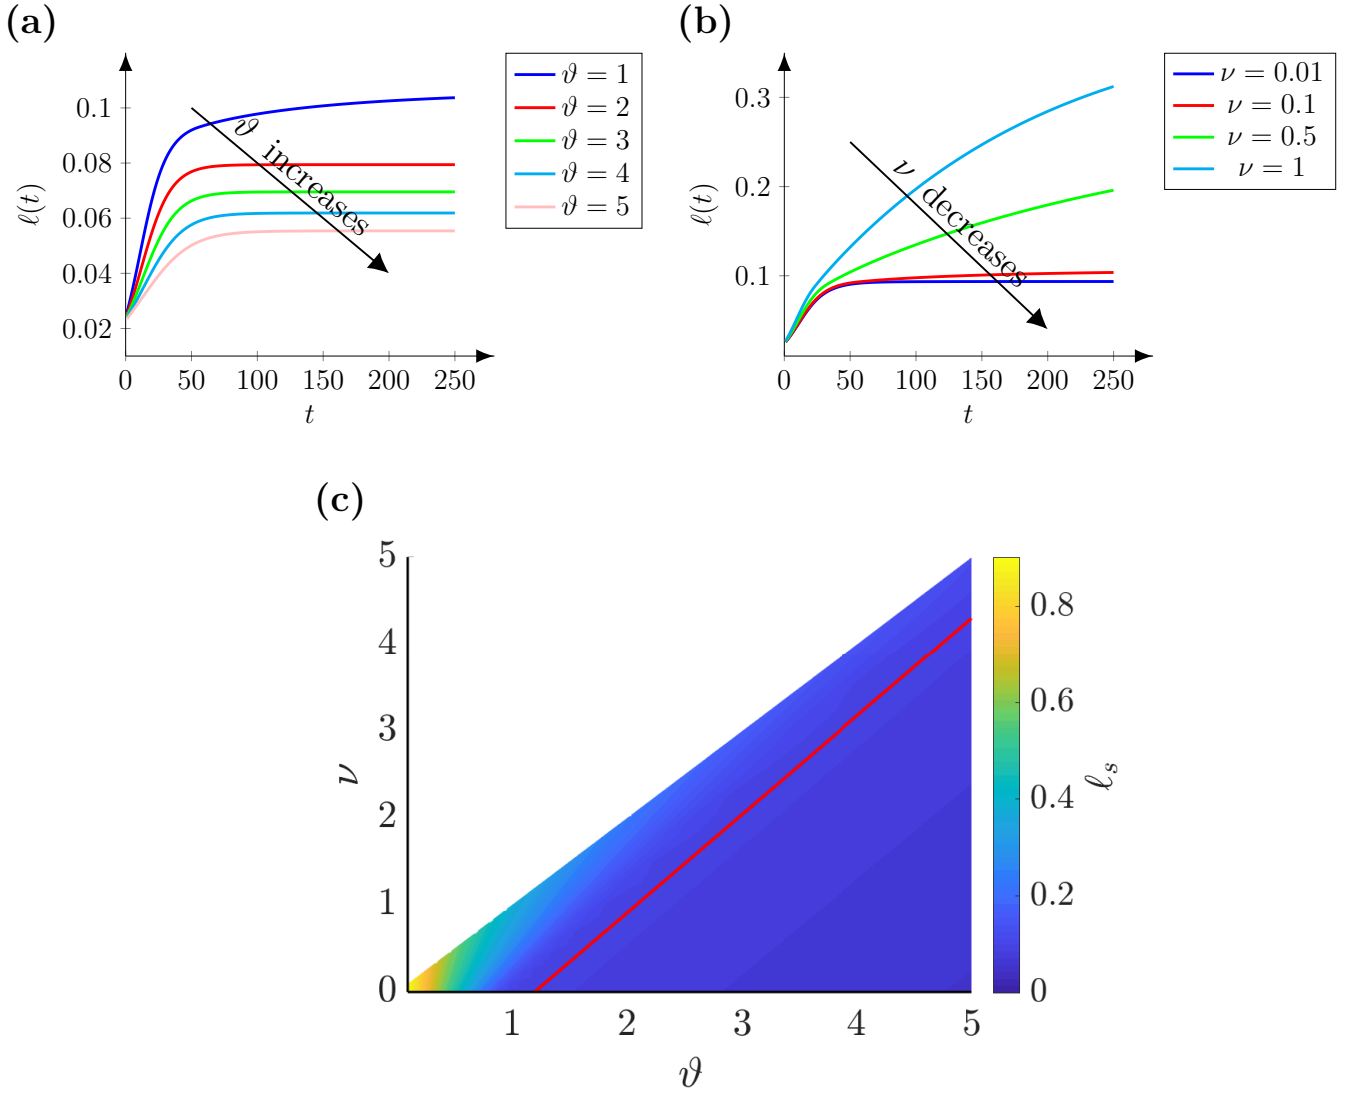 (a)
ℓ(t)
0.1
0.08
0.06
0.04
0.02
0 50 100 150 200 250
t
ϑ increases
ϑ = 1
ϑ = 2
ϑ = 3
ϑ = 4
ϑ = 5
(b)
ℓ(t)
0.3
0.2
0.1
0 50 100 150 200 250
t
ν decreases
ν = 0.01
ν = 0.1
ν = 0.5
ν = 1
(c)
ν
5
4
3
2
1
0
1 2 3 4 5
ϑ
0.8
0.6
0.4
0.2
0
ℓₛ